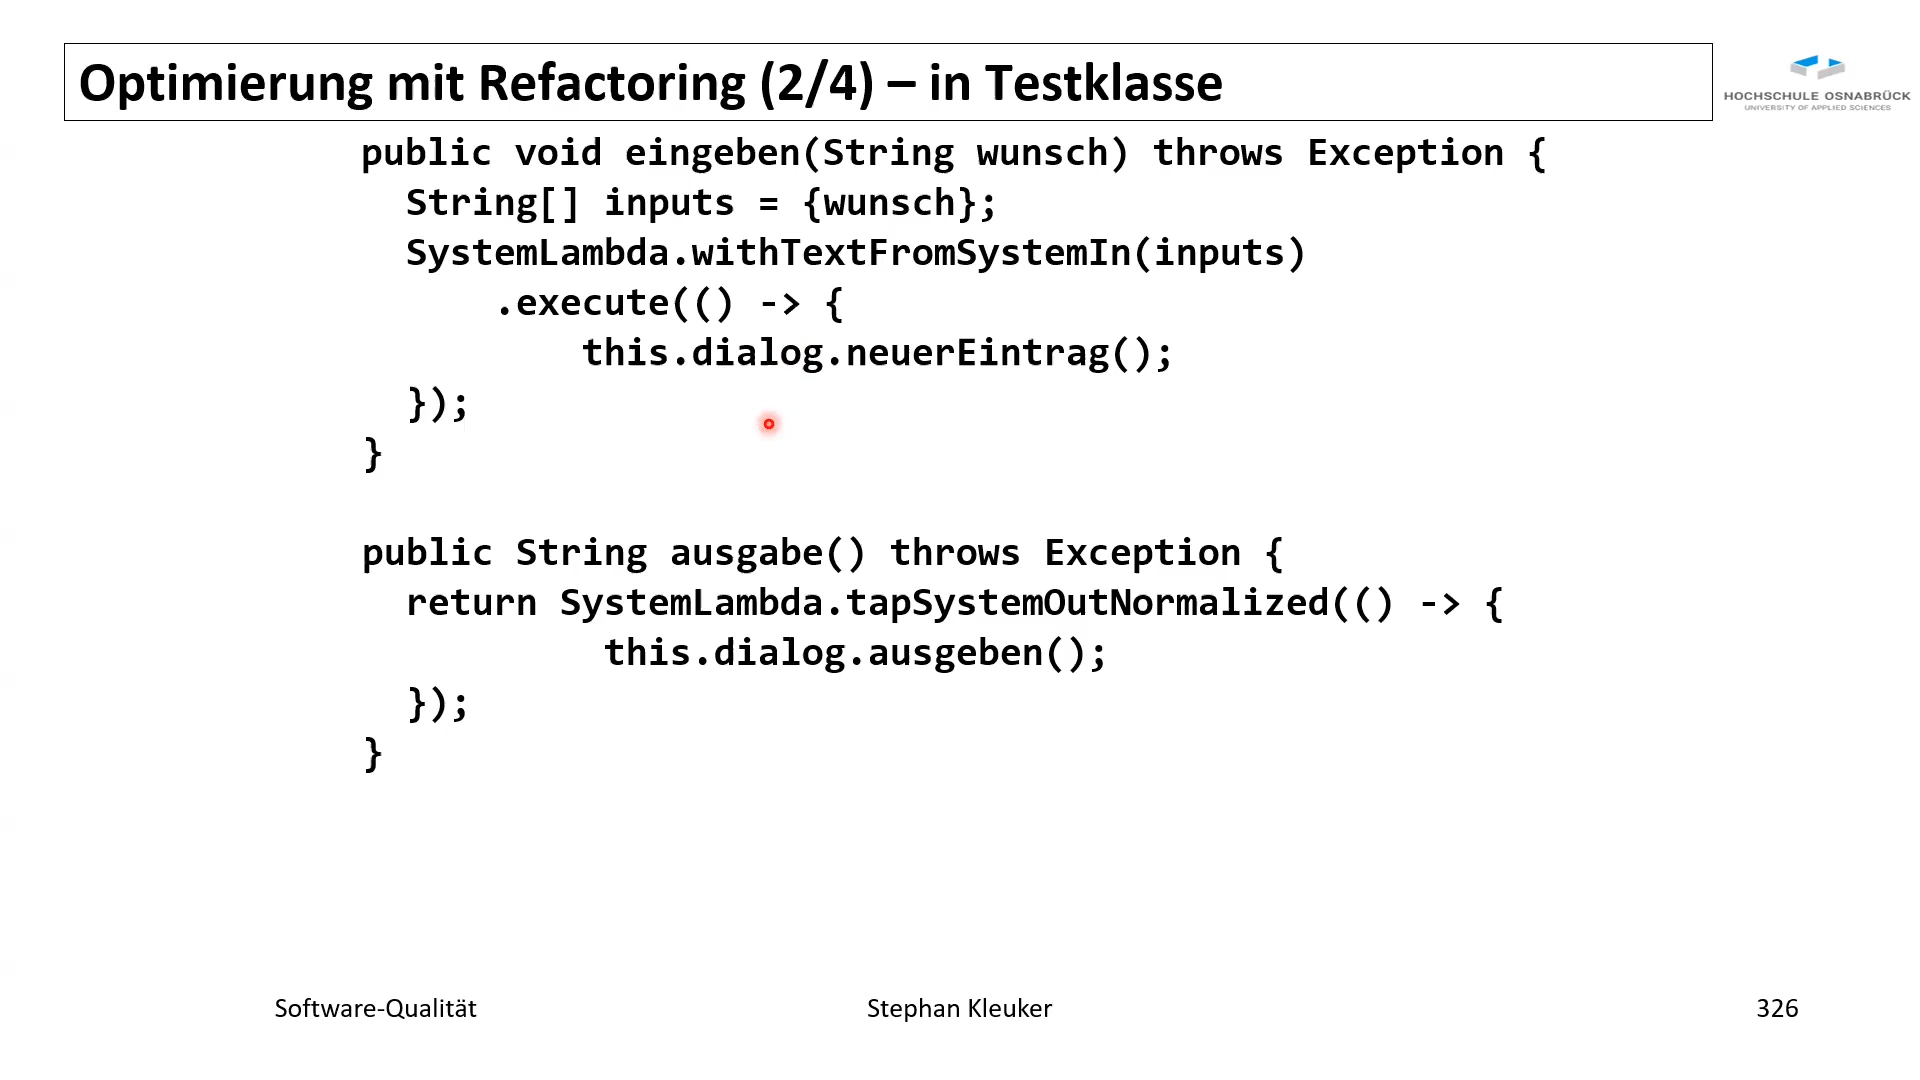 Optimierung mit Refactoring (2/4) – in Testklasse
HOCHSCHULE OSNABRÜCK
UNIVERSITY OF APPLIED SCIENCES
public void eingeben(String wunsch) throws Exception {
  String[] inputs = {wunsch};
  SystemLambda.withTextFromSystemIn(inputs)
      .execute(() -> {
          this.dialog.neuerEintrag();
  });
}
public String ausgabe() throws Exception {
  return SystemLambda.tapSystemOutNormalized(() -> {
           this.dialog.ausgeben();
  });
}
Software-Qualität
Stephan Kleuker
326